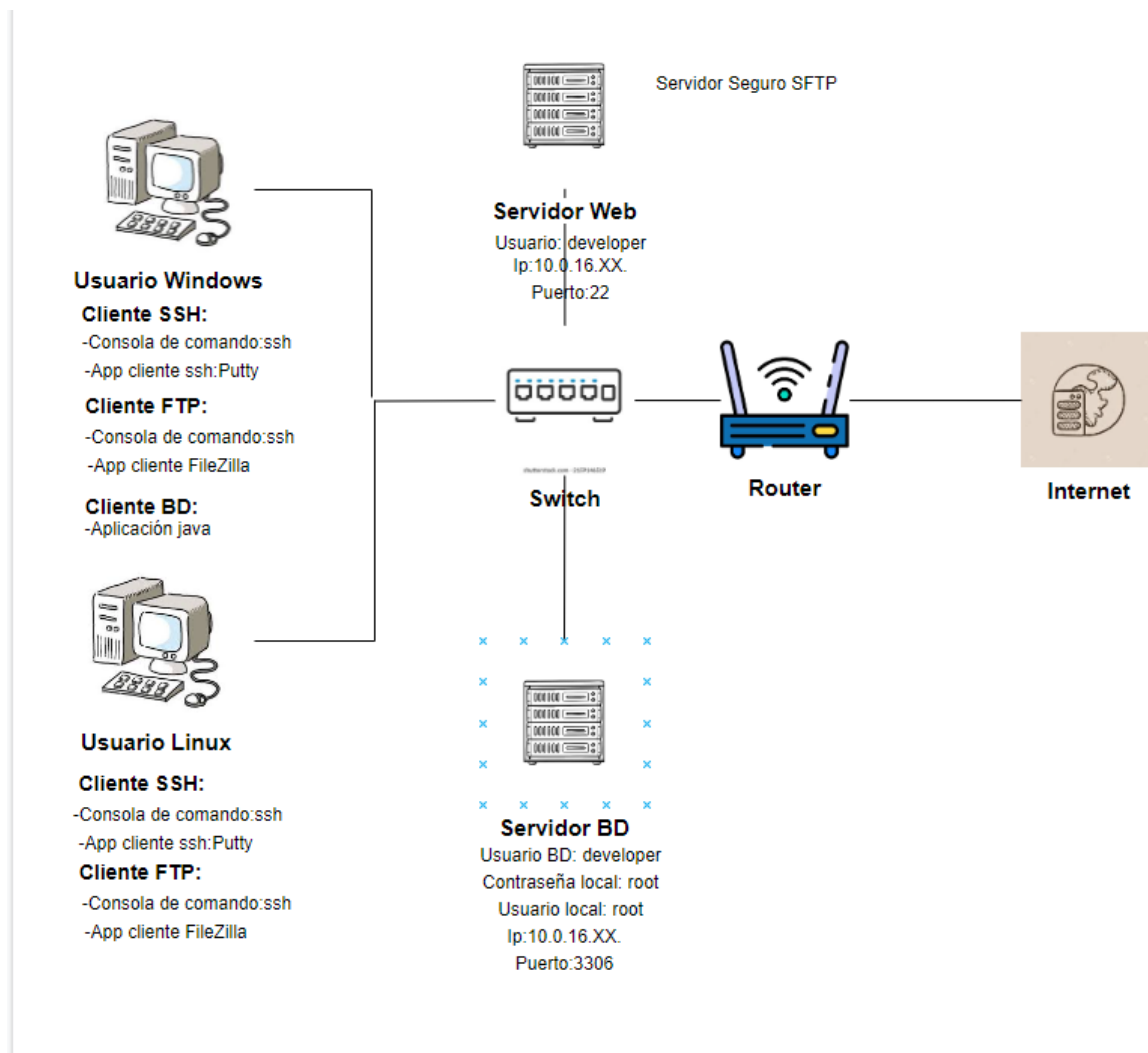 Servidor Seguro SFTP
Servidor Web
Usuario: developer
Ip:10.0.16.XX.
Puerto:22
Usuario Windows
Cliente SSH:
-Consola de comando:ssh
-App cliente ssh:Putty
Cliente FTP:
-Consola de comando:ssh
-App cliente FileZilla
Cliente BD:
-Aplicación java
Switch
Router
Internet
Usuario Linux
Cliente SSH:
-Consola de comando:ssh
-App cliente ssh:Putty
Cliente FTP:
-Consola de comando:ssh
-App cliente FileZilla
Servidor BD
Usuario BD: developer
Contraseña local: root
Usuario local: root
Ip:10.0.16.XX.
Puerto:3306